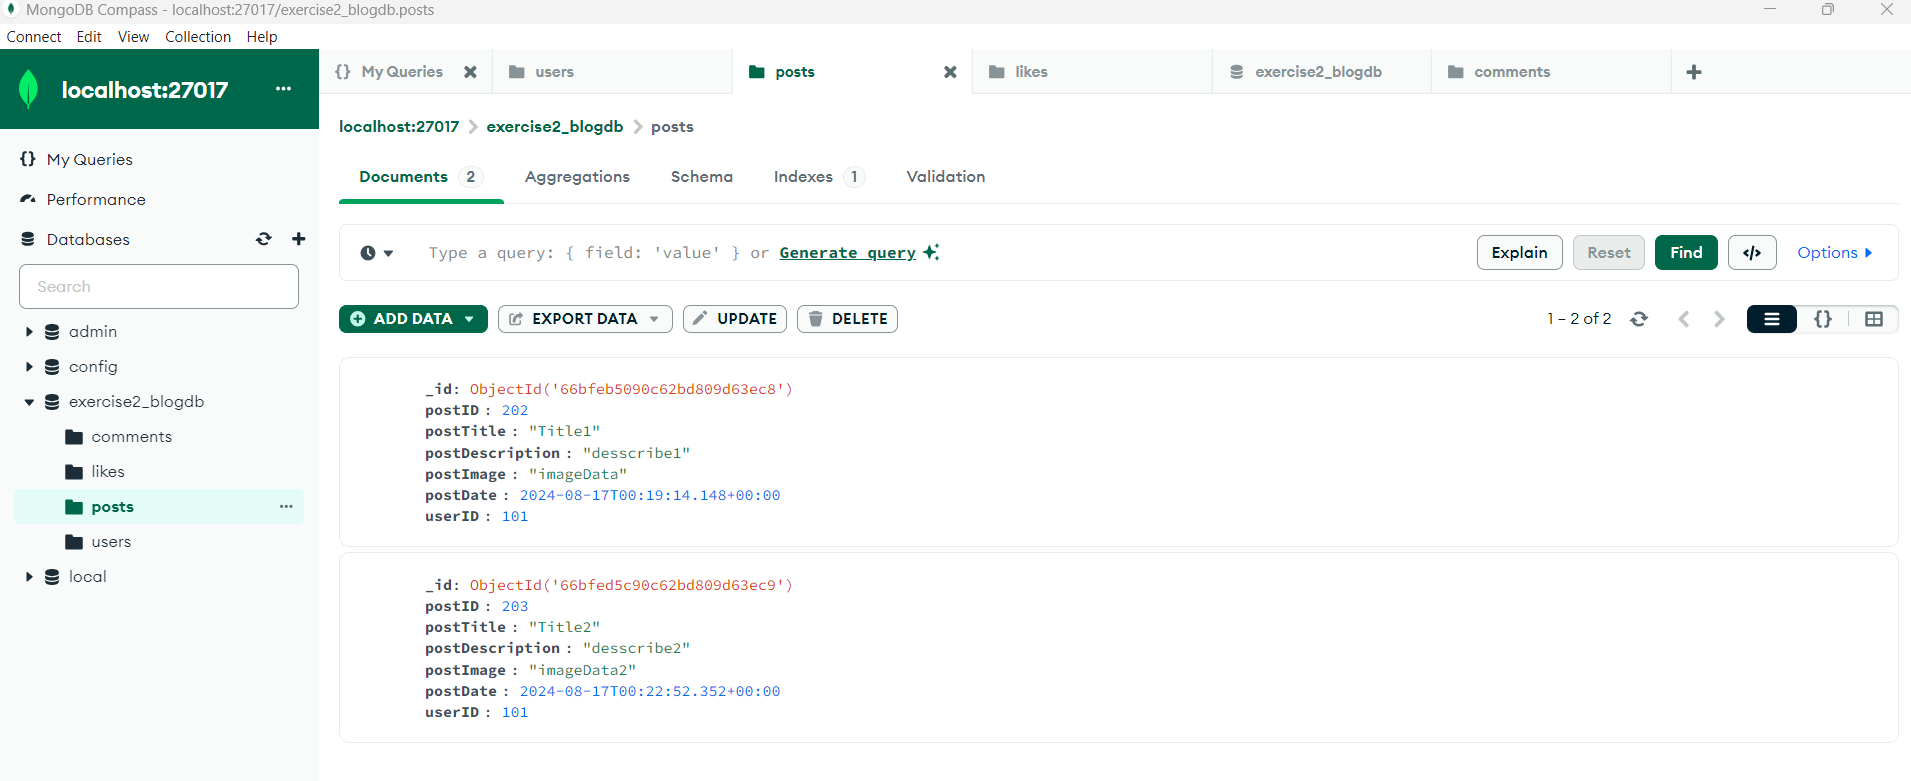 MongoDB Compass - localhost:27017/exercise2_blogdb.posts
Connect Edit View Collection Help
localhost:27017 ...
My Queries
users
posts
likes
exercise2_blogdb
comments
localhost:27017 > exercise2_blogdb > posts
My Queries
Performance
Databases
Search
admin
config
exercise2_blogdb
comments
likes
posts ...
users
local
Documents 2 Aggregations Schema Indexes 1 Validation
Type a query: { field: 'value' } or Generate query
Explain Reset Find </> Options
ADD DATA EXPORT DATA UPDATE DELETE
1 – 2 of 2 {}
_id: ObjectId('66bfeb5090c62bd809d63ec8')
postID : 202
postTitle : "Title1"
postDescription : "desscribe1"
postImage : "imageData"
postDate : 2024-08-17T00:19:14.148+00:00
userID : 101
_id: ObjectId('66bfed5c90c62bd809d63ec9')
postID : 203
postTitle : "Title2"
postDescription : "desscribe2"
postImage : "imageData2"
postDate : 2024-08-17T00:22:52.352+00:00
userID : 101